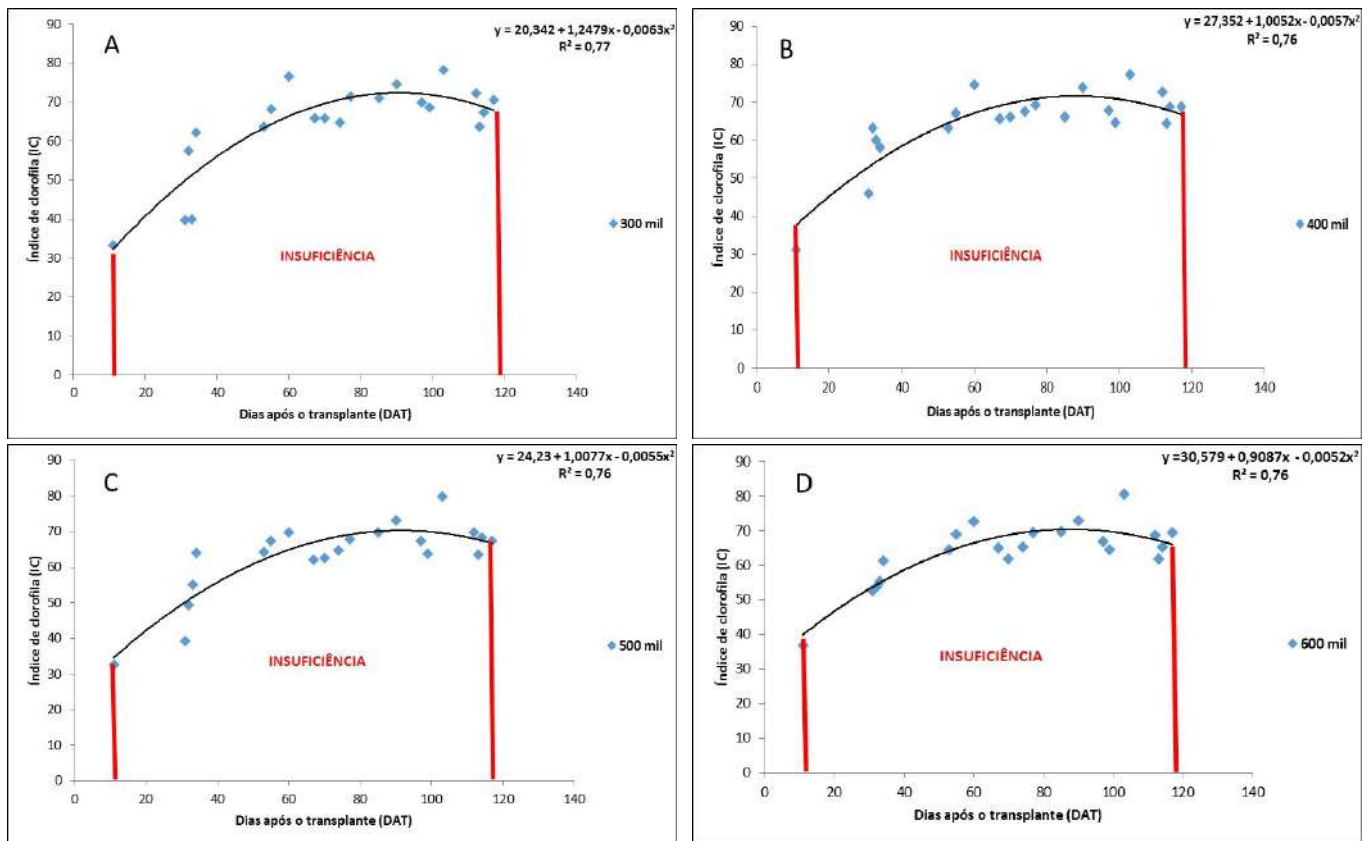 A
y = 20,342 + 1,2479x - 0,0063x²
R² = 0,77
Índice de clorofila (IC)
90
80
70
60
50
40
30
20
10
0
INSUFICIÊNCIA
300 mil
0 20 40 60 80 100 120 140
Dias após o transplante (DAT)
B
y = 27,352 + 1,0052x - 0,0057x²
R² = 0,76
Índice de clorofila (IC)
90
80
70
60
50
40
30
20
10
0
INSUFICIÊNCIA
400 mil
0 20 40 60 80 100 120 140
Dias após o transplante (DAT)
C
y = 24,23 + 1,0077x - 0,0055x²
R² = 0,76
Índice de clorofila (IC)
90
80
70
60
50
40
30
20
10
0
INSUFICIÊNCIA
500 mil
0 20 40 60 80 100 120 140
Dias após o transplante (DAT)
D
y =30,579 + 0,9087x - 0,0052x²
R² = 0,76
Índice de clorofila (IC)
90
80
70
60
50
40
30
20
10
0
INSUFICIÊNCIA
600 mil
0 20 40 60 80 100 120 140
Dias após o transplante (DAT)